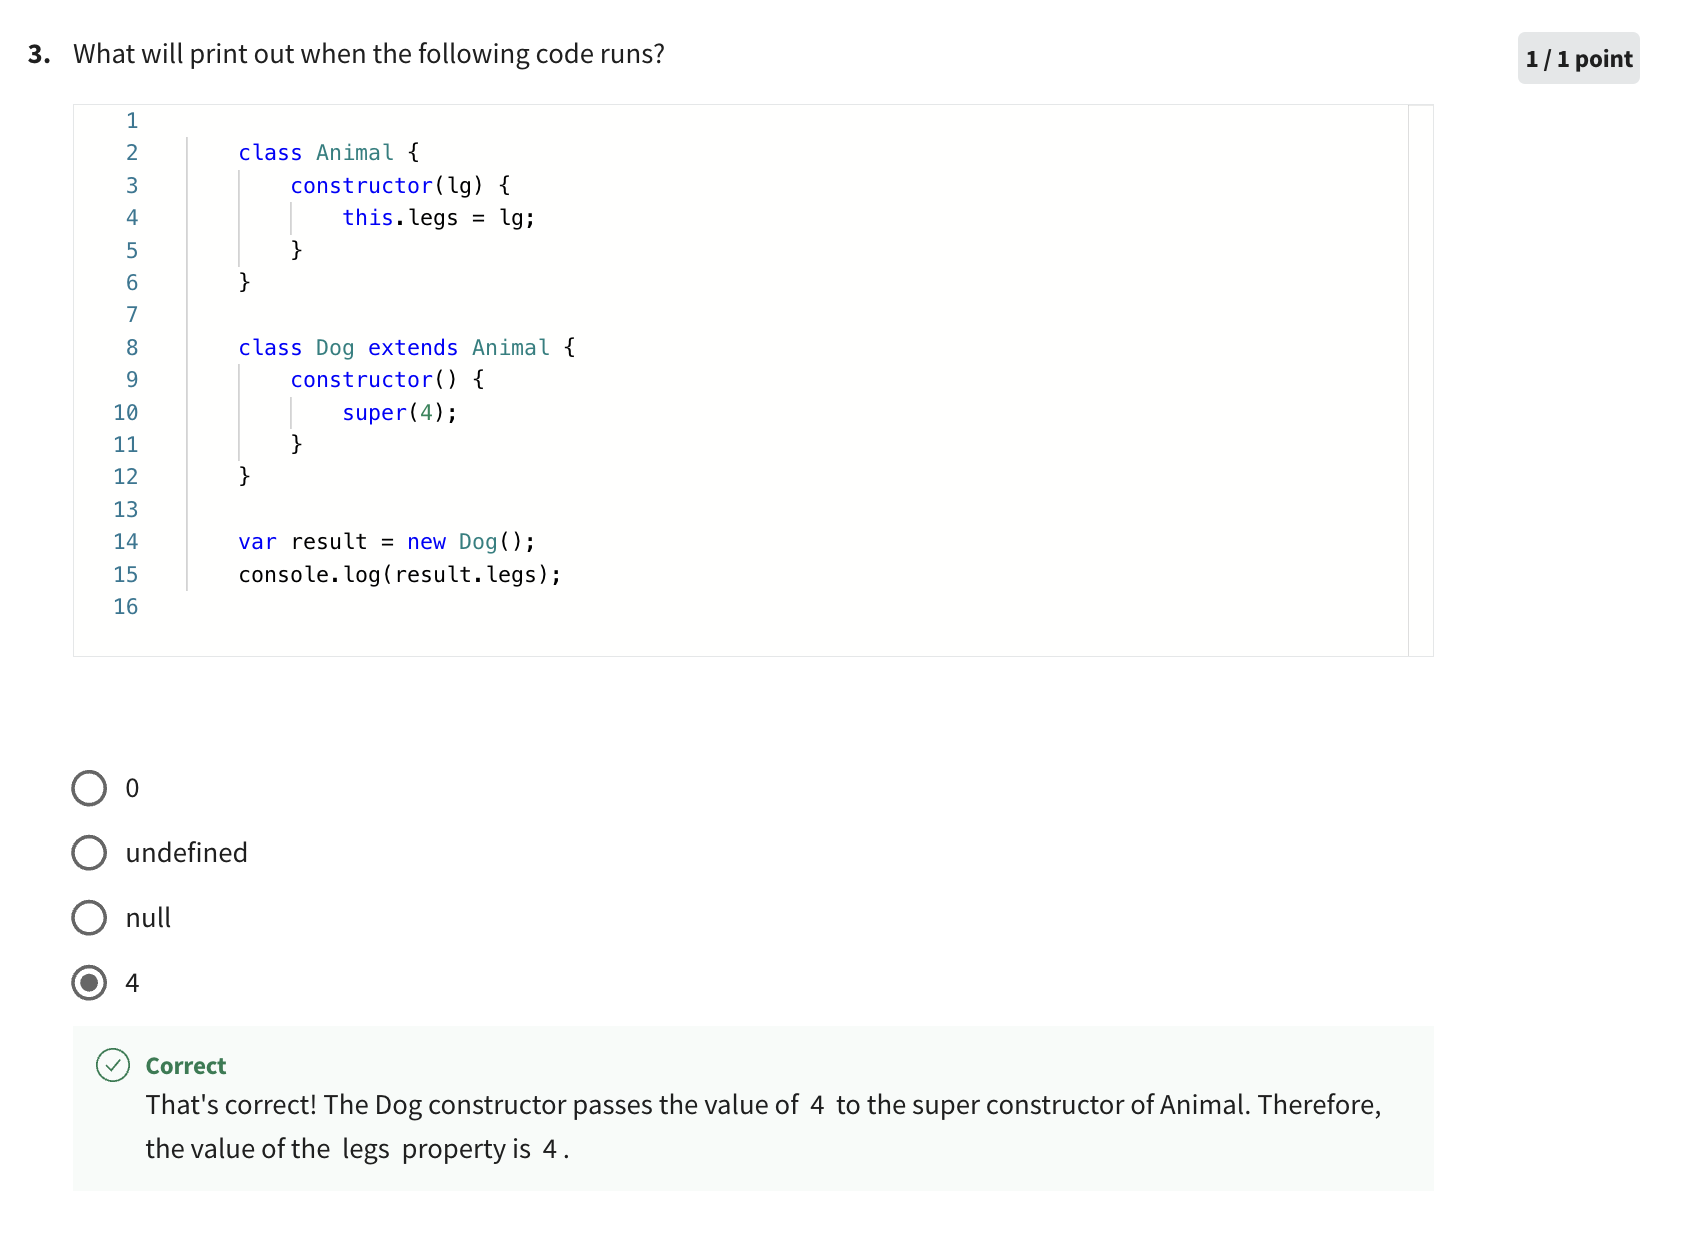 3. What will print out when the following code runs?
1 / 1 point
1
2 class Animal {
3 constructor(lg) {
4 this.legs = lg;
5 }
6 }
7
8 class Dog extends Animal {
9 constructor() {
10 super(4);
11 }
12 }
13
14 var result = new Dog();
15 console.log(result.legs);
16
0
undefined
null
4
Correct
That's correct! The Dog constructor passes the value of 4 to the super constructor of Animal. Therefore,
the value of the legs property is 4 .